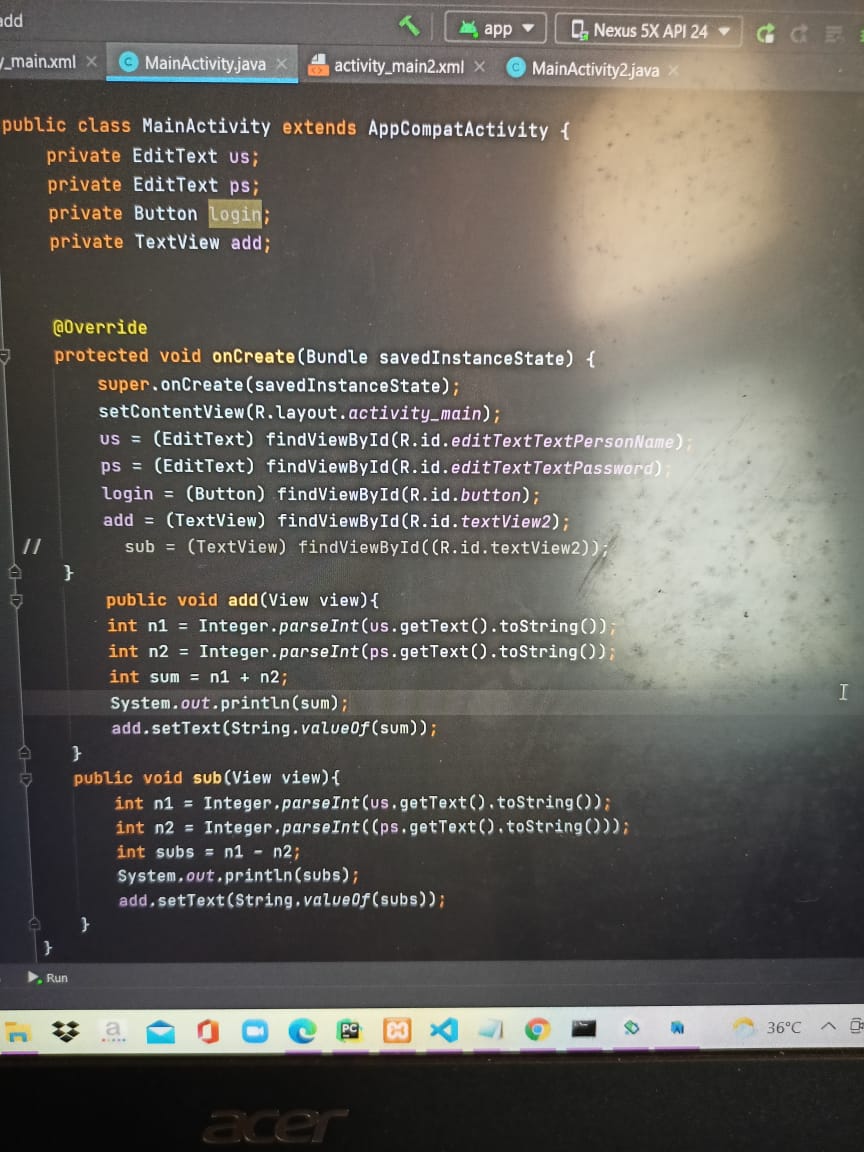 add
app
Nexus 5X API 24
y_main.xml
MainActivity.java
activity_main2.xml
MainActivity2.java
public class MainActivity extends AppCompatActivity {
private EditText us;
private EditText ps;
private Button login;
private TextView add;
@Override
protected void onCreate(Bundle savedInstanceState) {
super.onCreate(savedInstanceState);
setContentView(R.layout.activity_main);
us = (EditText) findViewById(R.id.editTextTextPersonName);
ps = (EditText) findViewById(R.id.editTextTextPassword);
login = (Button) findViewById(R.id.button);
add = (TextView) findViewById(R.id.textView2);
// sub = (TextView) findViewById((R.id.textView2));
}
public void add(View view){
int n1 = Integer.parseInt(us.getText().toString());
int n2 = Integer.parseInt(ps.getText().toString());
int sum = n1 + n2;
System.out.println(sum);
add.setText(String.valueOf(sum));
}
public void sub(View view){
int n1 = Integer.parseInt(us.getText().toString());
int n2 = Integer.parseInt((ps.getText().toString()));
int subs = n1 - n2;
System.out.println(subs);
add.setText(String.valueOf(subs));
}
}
Run
a
PC
36°C
acer